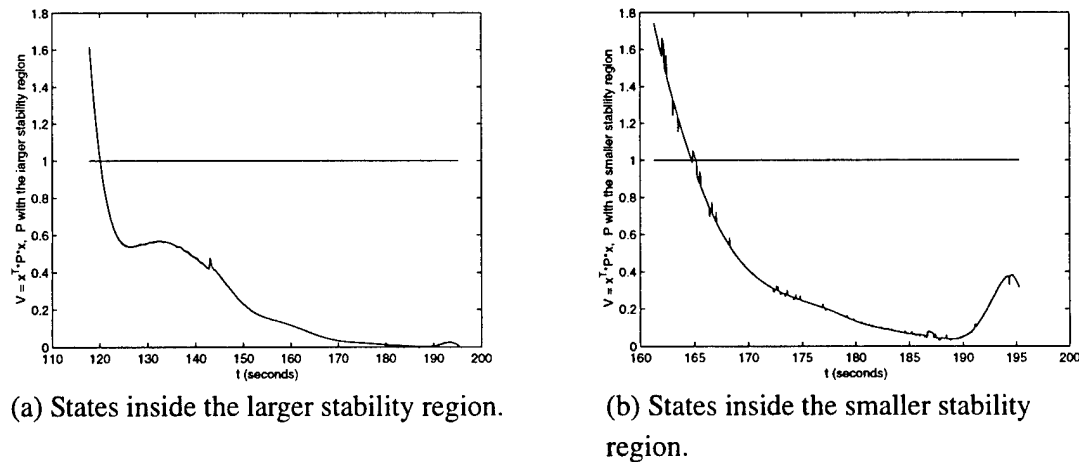 1.8
1.6
1.4
1.2
1
0.8
0.6
0.4
0.2
0
V = x^T*P*x, P with the larger stability region
110 120 130 140 150 160 170 180 190 200
t (seconds)
(a) States inside the larger stability region.
1.8
1.6
1.4
1.2
1
0.8
0.6
0.4
0.2
0
V = x^T*P*x, P with the smaller stability region
160 165 170 175 180 185 190 195 200
t (seconds)
(b) States inside the smaller stability
region.